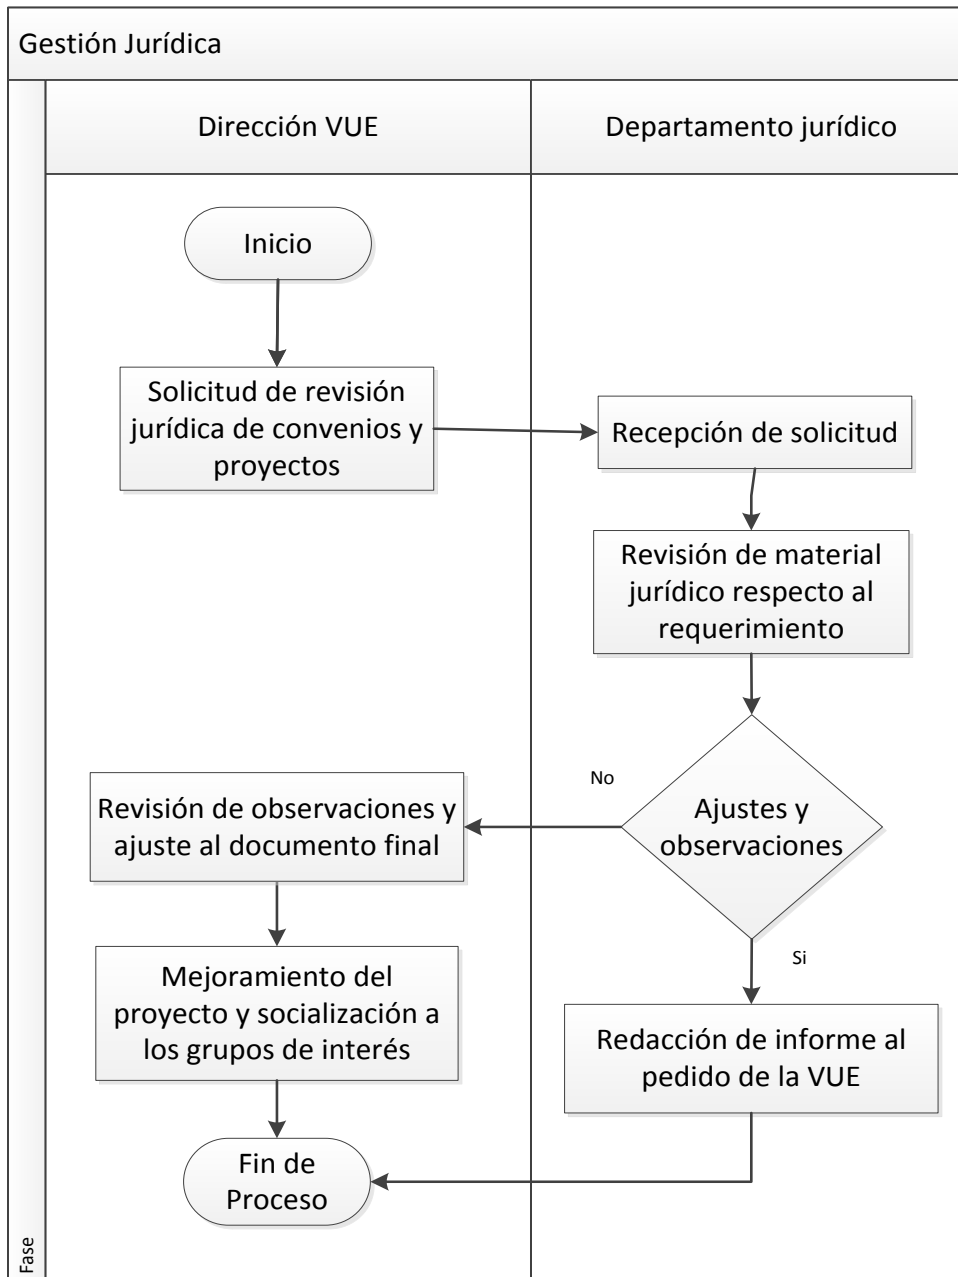 Gestión Jurídica
Dirección VUE
Departamento jurídico
Inicio
Solicitud de revisión
jurídica de convenios y
proyectos
Recepción de solicitud
Revisión de material
jurídico respecto al
requerimiento
No
Ajustes y
observaciones
Revisión de observaciones y
ajuste al documento final
Si
Mejoramiento del
proyecto y socialización a
los grupos de interés
Redacción de informe al
pedido de la VUE
Fin de
Proceso
Fase